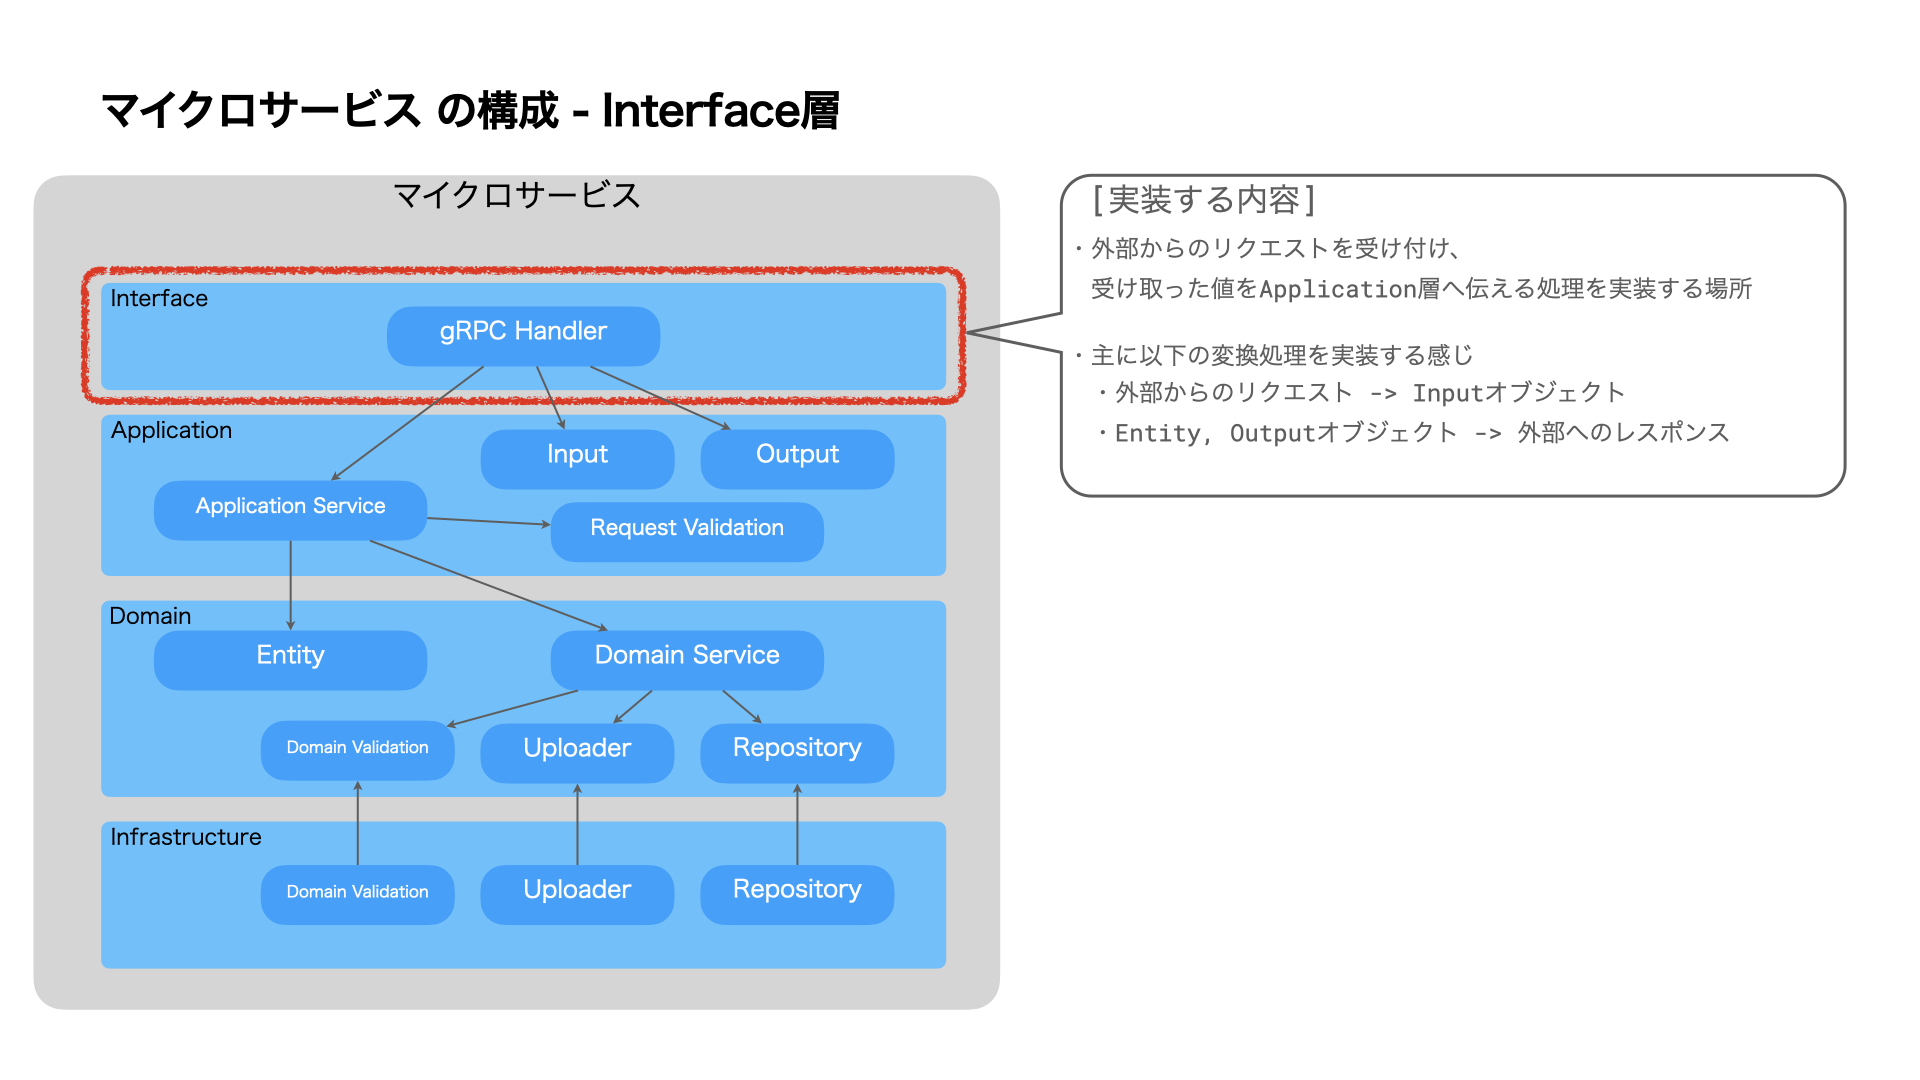 マイクロサービス の構成 - Interface層
マイクロサービス
Interface
gRPC Handler
Application
Input
Output
Application Service
Request Validation
Domain
Entity
Domain Service
Domain Validation
Uploader
Repository
Infrastructure
Domain Validation
Uploader
Repository
[実装する内容]
・外部からのリクエストを受け付け、
受け取った値をApplication層へ伝える処理を実装する場所
・主に以下の変換処理を実装する感じ
・外部からのリクエスト -> Inputオブジェクト
・Entity, Outputオブジェクト -> 外部へのレスポンス